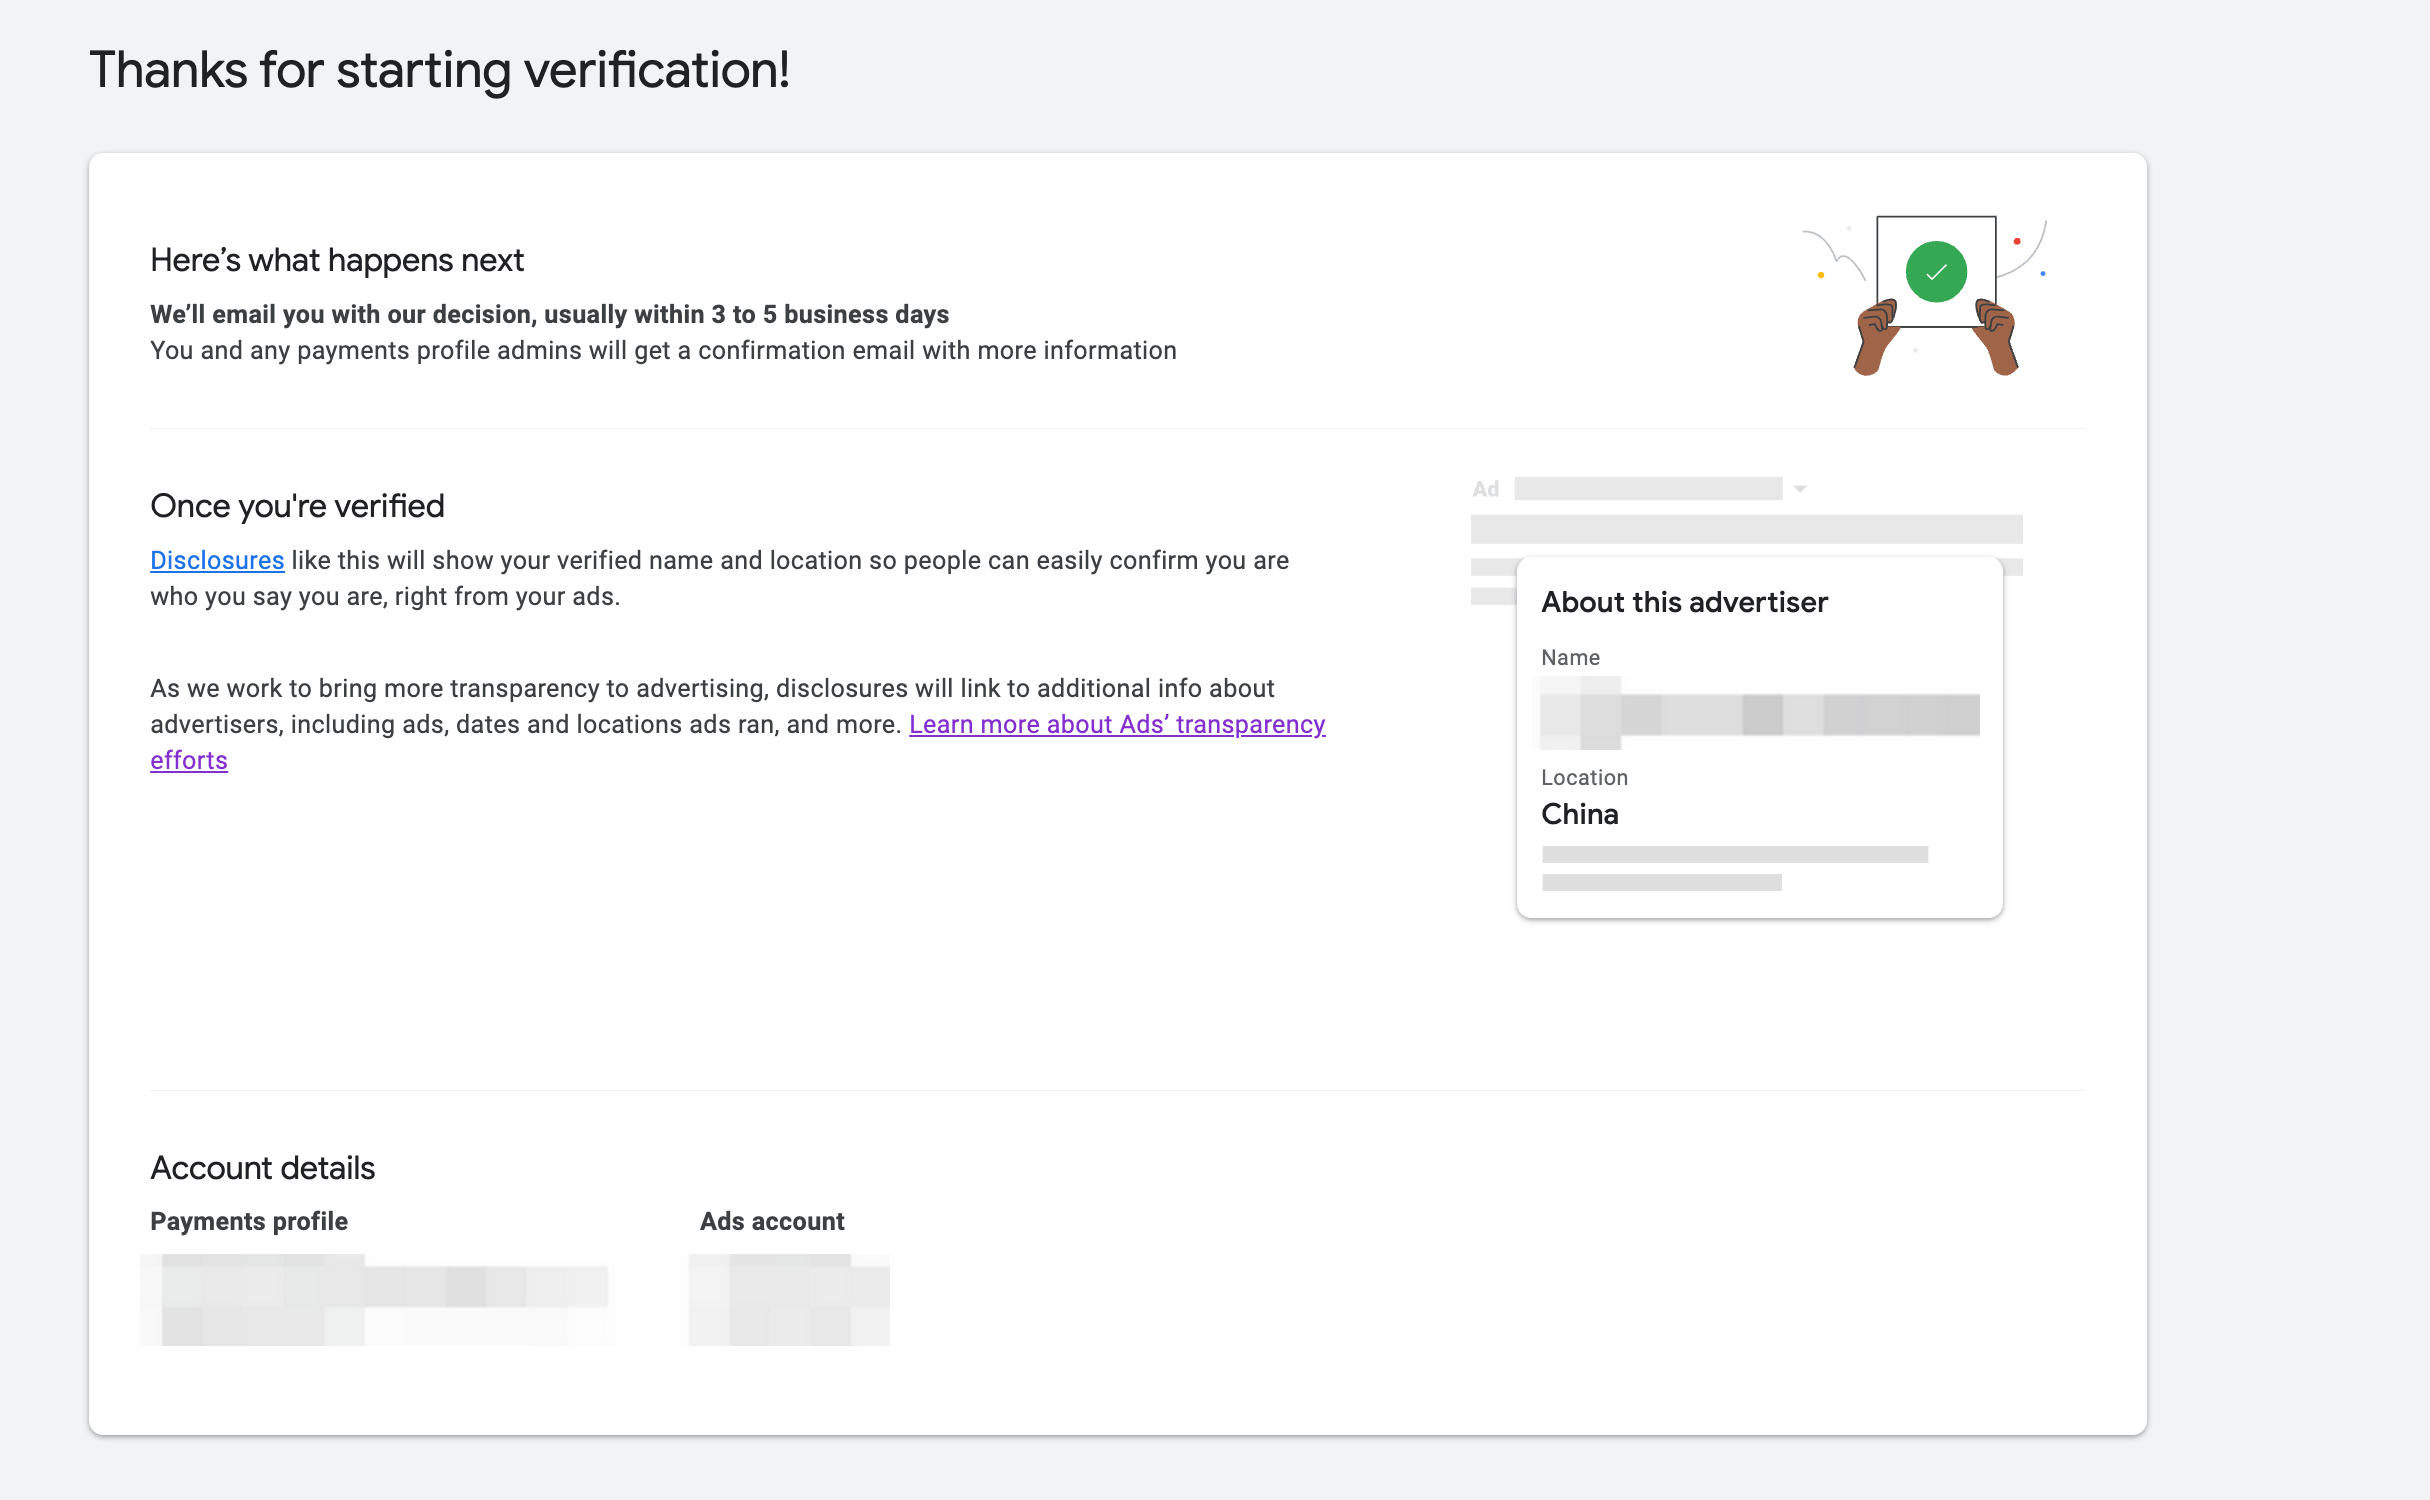 Thanks for starting verification!
Here’s what happens next
We’ll email you with our decision, usually within 3 to 5 business days
You and any payments profile admins will get a confirmation email with more information
Once you're verified
Disclosures like this will show your verified name and location so people can easily confirm you are
who you say you are, right from your ads.
As we work to bring more transparency to advertising, disclosures will link to additional info about
advertisers, including ads, dates and locations ads ran, and more. Learn more about Ads’ transparency
efforts
Ad
About this advertiser
Name
Location
China
Account details
Payments profile
Ads account